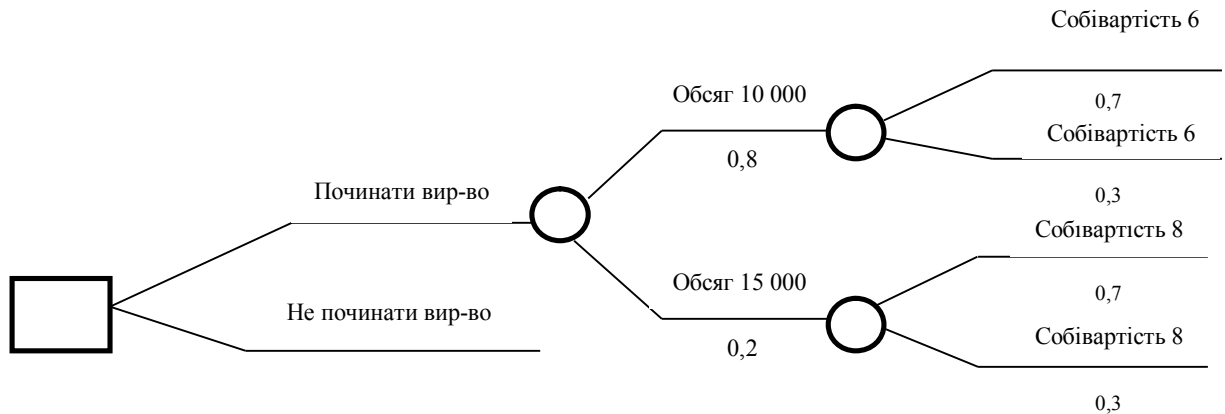 Собівартість 6
Обсяг 10 000
0,7
Собівартість 6
0,8
Починати вир-во
0,3
Собівартість 8
Обсяг 15 000
0,7
Не починати вир-во
Собівартість 8
0,2
0,3